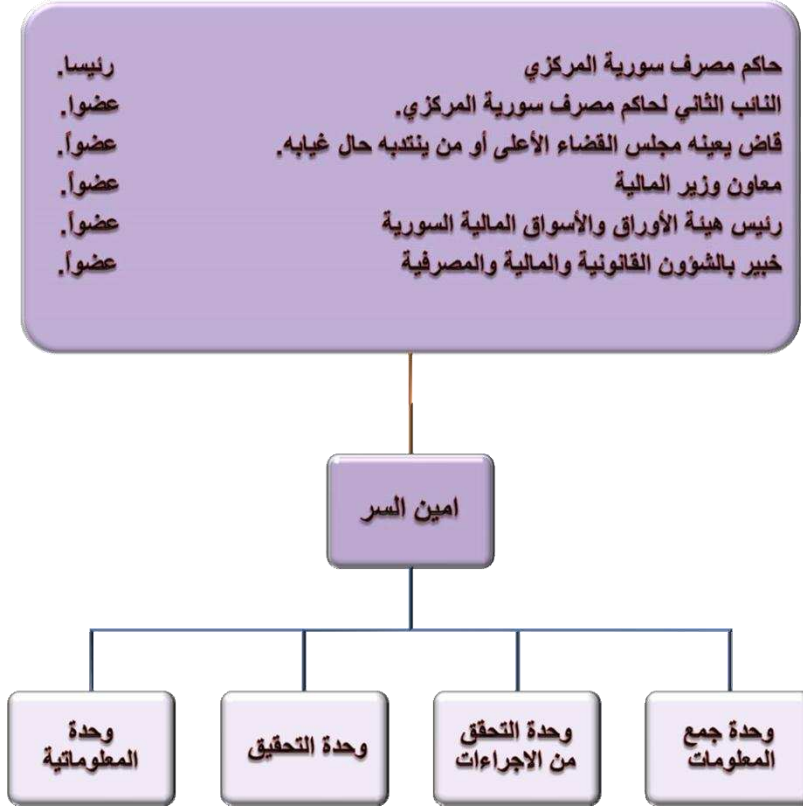 حاكم مصرف سورية المركزي رئيسا.
النائب الثاني لحاكم مصرف سورية المركزي. عضوا.
قاض يعينه مجلس القضاء الأعلى أو من ينتدبه حال غيابه. عضواً.
معاون وزير المالية عضواً.
رئيس هيئة الأوراق والأسواق المالية السورية عضواً.
خبير بالشؤون القانونية والمالية والمصرفية عضواً.
امين السر
وحدة جمع
المعلومات
وحدة التحقق
من الاجراءات
وحدة التحقيق
وحدة
المعلوماتية